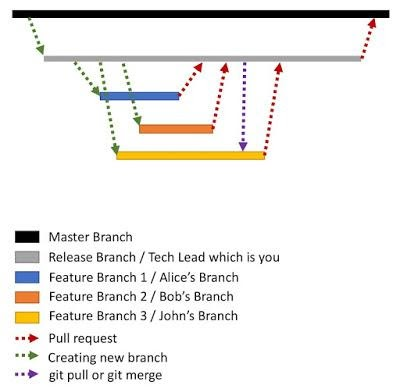 Master Branch
Release Branch / Tech Lead which is you
Feature Branch 1 / Alice's Branch
Feature Branch 2 / Bob's Branch
Feature Branch 3 / John's Branch
Pull request
Creating new branch
git pull or git merge